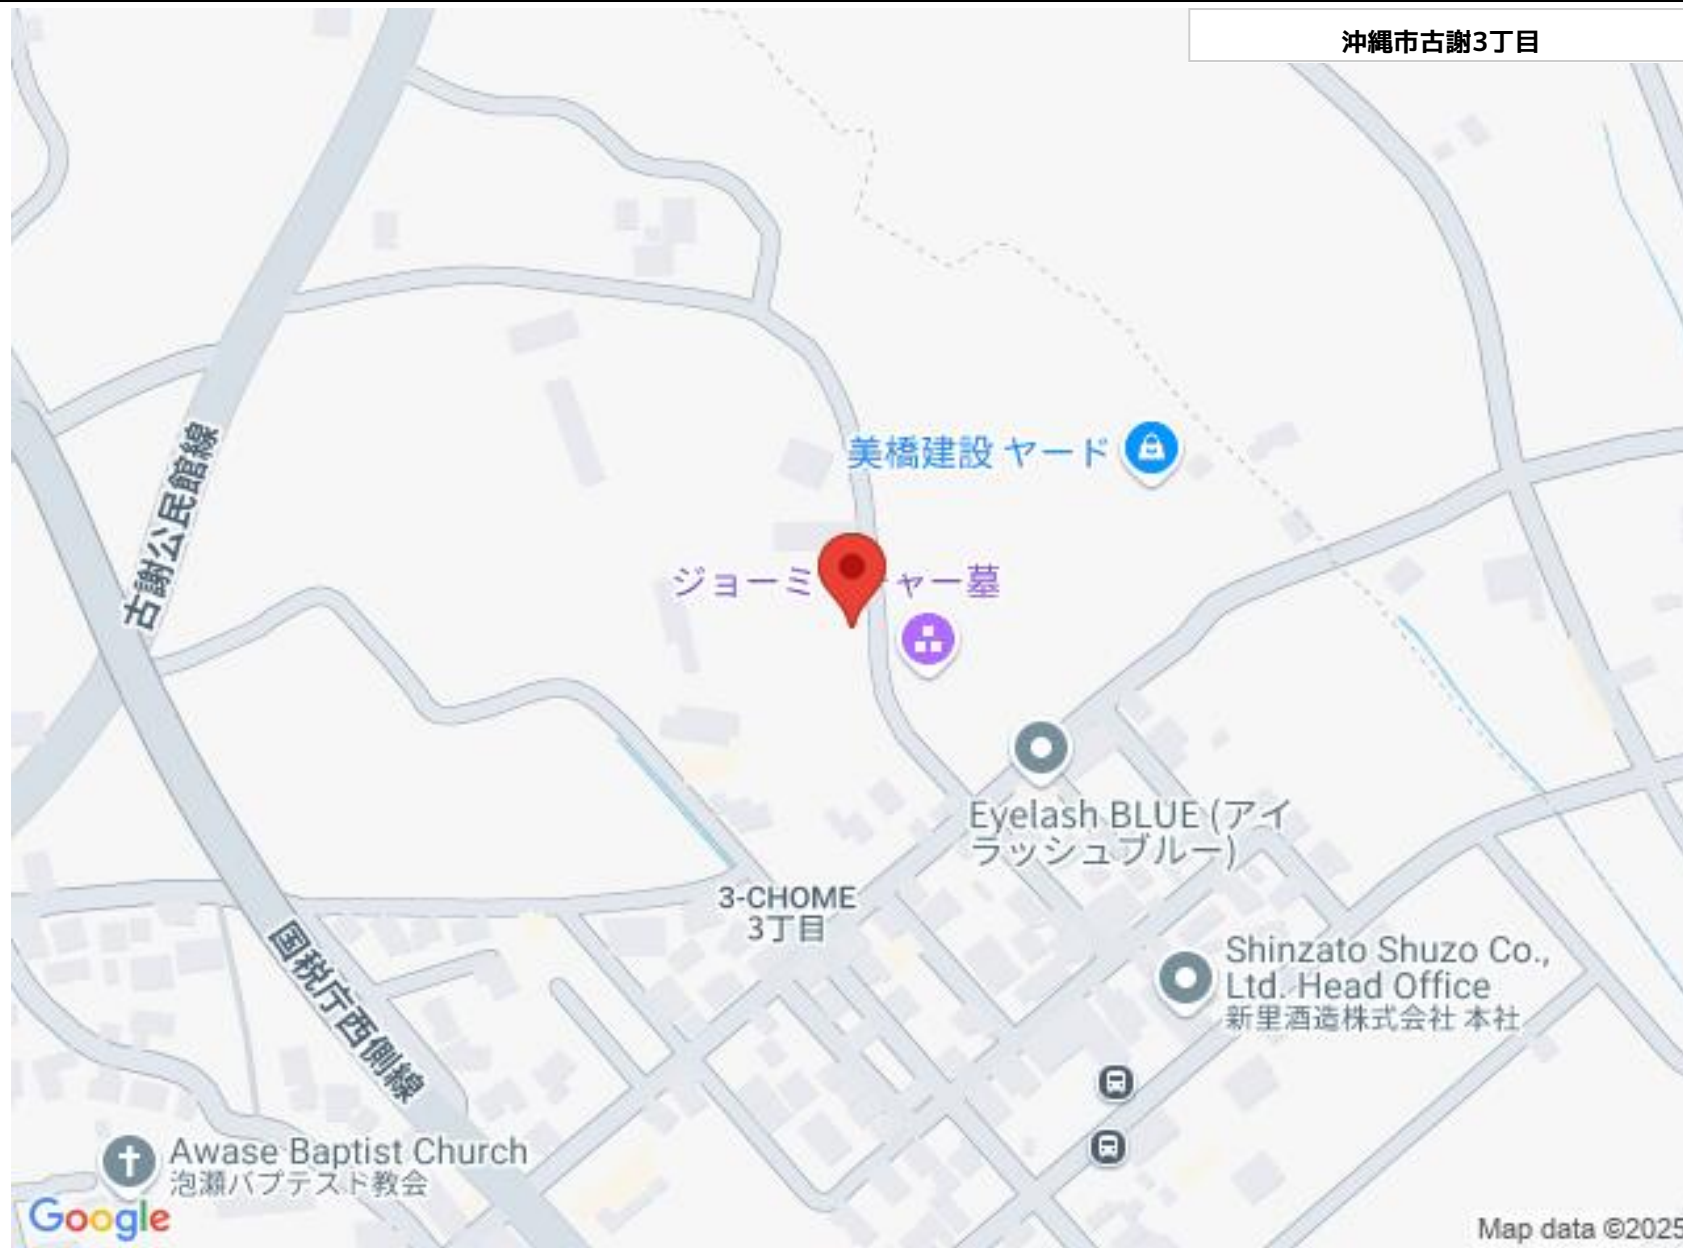 沖縄市古謝3丁目
美橋建設 ヤード
古謝公民館線
ジョーミ
ャー墓
Eyelash BLUE (アイ
ラッシュブルー)
3-CHOME
3丁目
国税庁西側線
Shinzato Shuzo Co.,
Ltd. Head Office
新里酒造株式会社 本社
Awase Baptist Church
泡瀬バプテスト教会
Google
Map data ©2025